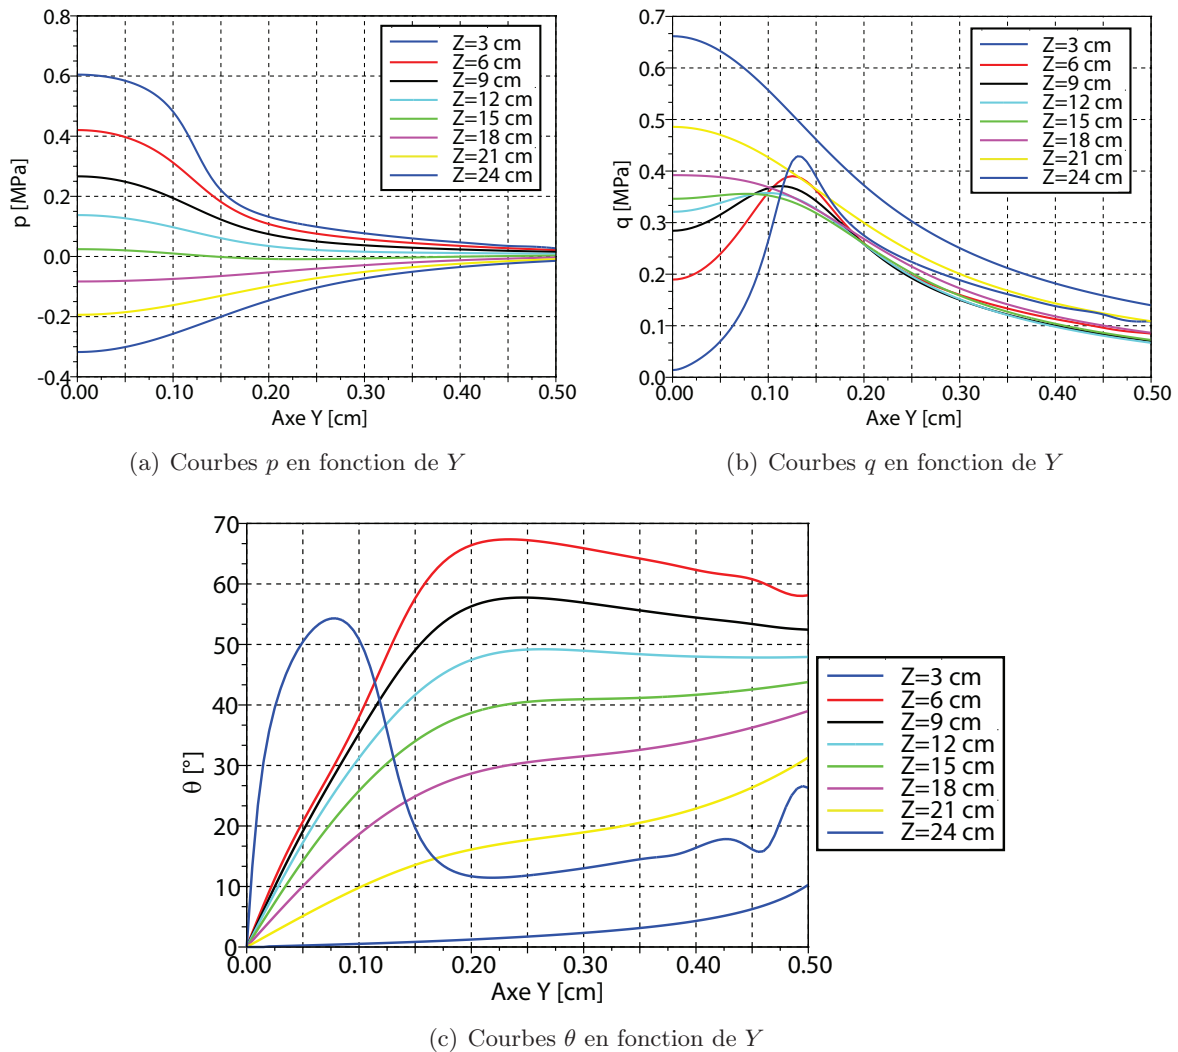 0.8
0.6
0.4
0.2
0.0
-0.2
-0.4
p [MPa]
0.00 0.10 0.20 0.30 0.40 0.50
Axe Y [cm]
Z=3 cm
Z=6 cm
Z=9 cm
Z=12 cm
Z=15 cm
Z=18 cm
Z=21 cm
Z=24 cm
(a) Courbes p en fonction de Y
0.7
0.6
0.5
0.4
0.3
0.2
0.1
0.0
q [MPa]
0.00 0.10 0.20 0.30 0.40 0.50
Axe Y [cm]
Z=3 cm
Z=6 cm
Z=9 cm
Z=12 cm
Z=15 cm
Z=18 cm
Z=21 cm
Z=24 cm
(b) Courbes q en fonction de Y
70
60
50
40
30
20
10
0
θ [°]
0.00 0.10 0.20 0.30 0.40 0.50
Axe Y [cm]
Z=3 cm
Z=6 cm
Z=9 cm
Z=12 cm
Z=15 cm
Z=18 cm
Z=21 cm
Z=24 cm
(c) Courbes θ en fonction de Y